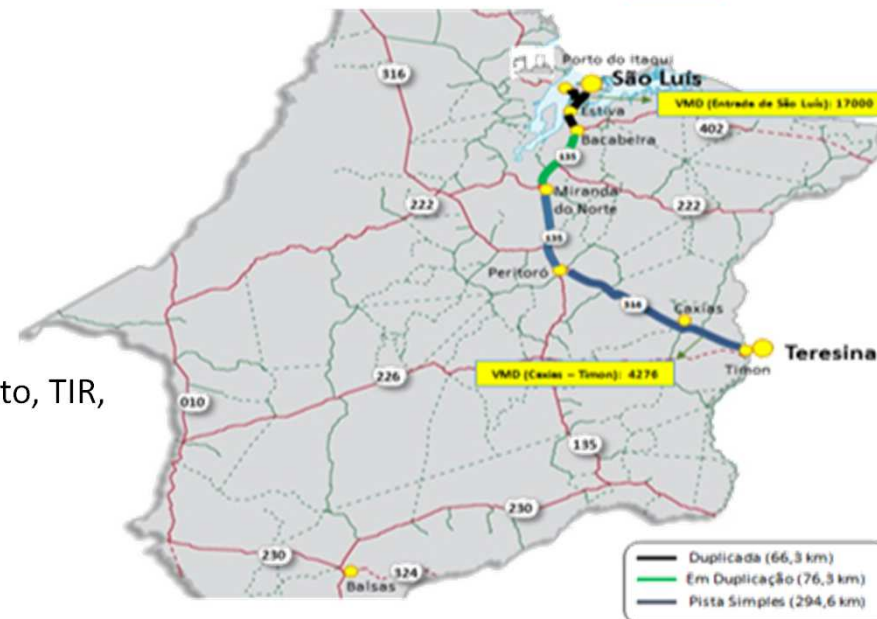 316
Porto do Itaqui
São Luís
VMD (Entrada de São Luís): 17000
Estiva
402
Bacabeira
135
Miranda do Norte
222
222
135
Peritoró
316
Caxias
Teresina
Timon
VMD (Caxias – Timon): 4276
226
to, TIR,
010
135
230
230
324
Balsas
Duplicada (66,3 km)
Em Duplicação (76,3 km)
Pista Simples (294,6 km)